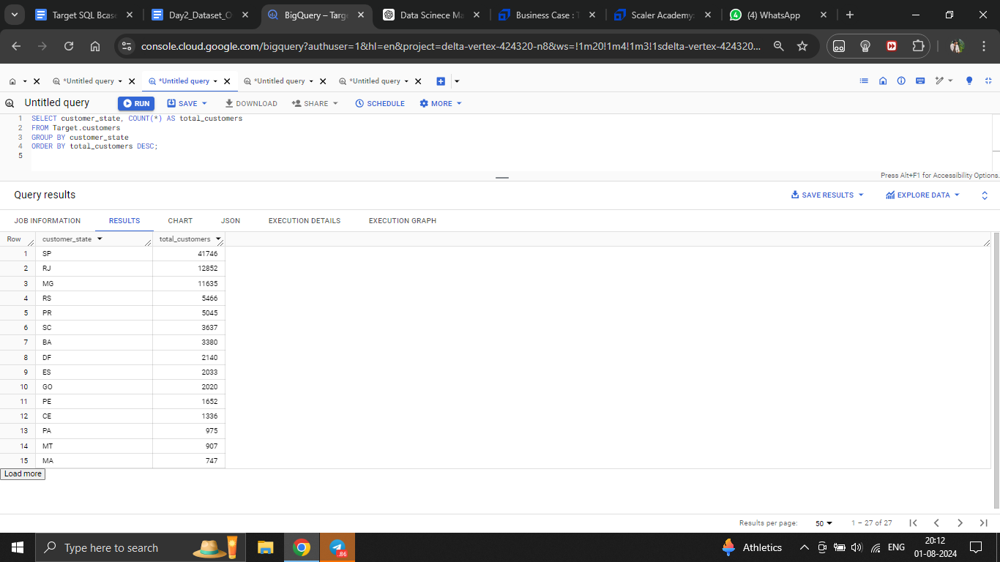 Target SQL Bcase
Day2_Dataset_O
BigQuery – Targe
Data Scinece Ma
Business Case : T
Scaler Academy
(4) WhatsApp
console.cloud.google.com/bigquery?authuser=1&hl=en&project=delta-vertex-424320-n8&ws=!1m20!1m4!1m3!1sdelta-vertex-424320...
*Untitled query
*Untitled query
*Untitled query
*Untitled query
Untitled query
RUN
SAVE
DOWNLOAD
SHARE
SCHEDULE
MORE
1 SELECT customer_state, COUNT(*) AS total_customers
2 FROM Target.customers
3 GROUP BY customer_state
4 ORDER BY total_customers DESC;
5
Press Alt+F1 for Accessibility Options.
Query results
SAVE RESULTS
EXPLORE DATA
JOB INFORMATION
RESULTS
CHART
JSON
EXECUTION DETAILS
EXECUTION GRAPH
Row customer_state total_customers
1 SP 41746
2 RJ 12852
3 MG 11635
4 RS 5466
5 PR 5045
6 SC 3637
7 BA 3380
8 DF 2140
9 ES 2033
10 GO 2020
11 PE 1652
12 CE 1336
13 PA 975
14 MT 907
15 MA 747
Load more
Results per page: 50 1 – 27 of 27
Type here to search
.86
Athletics
ENG
20:12
01-08-2024